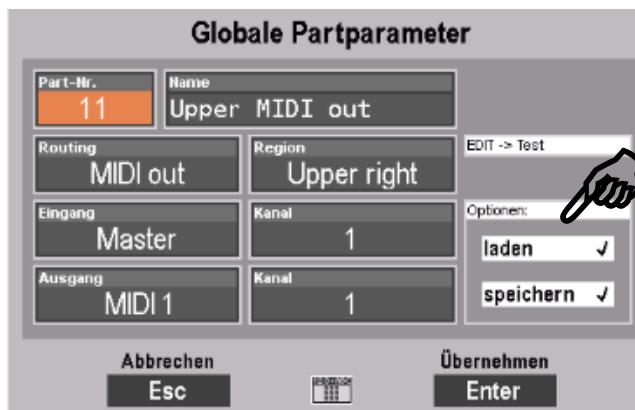 Globale Partparameter
Part-Nr.
11
Name
Upper MIDI out
Routing
MIDI out
Region
Upper right
EDIT -> Test
Eingang
Master
Kanal
1
Optionen:
laden ✓
Ausgang
MIDI 1
Kanal
1
speichern ✓
Abbrechen
Esc
Übernehmen
Enter